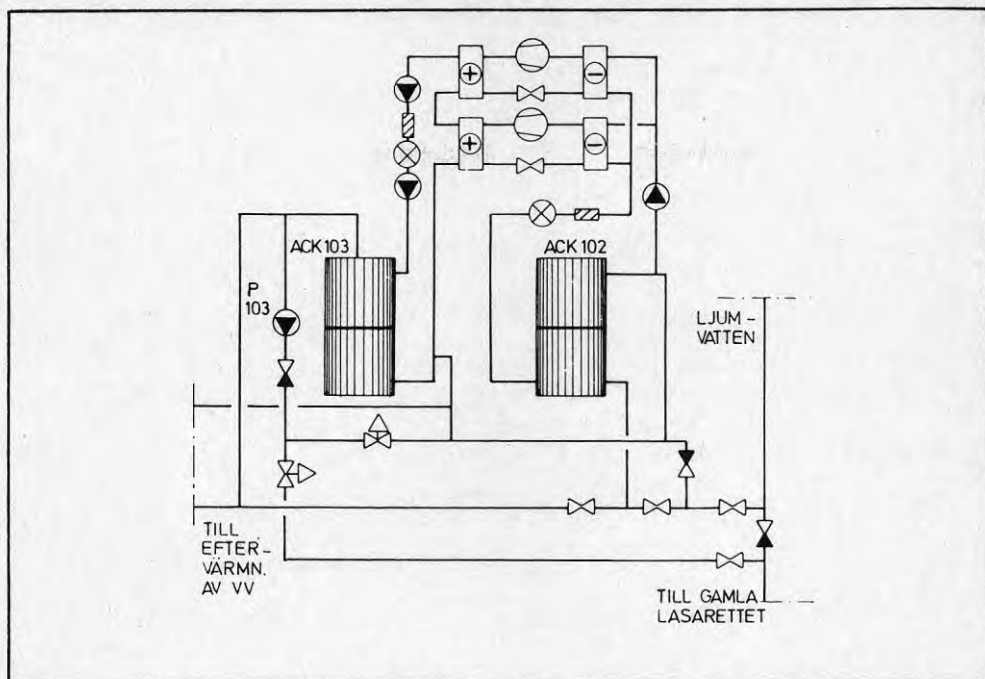 ACK 103
ACK 102
P
103
LJUM-
VATTEN
TILL
EFTER-
VÄRMN.
AV VV
TILL GAMLA
LASARETTET